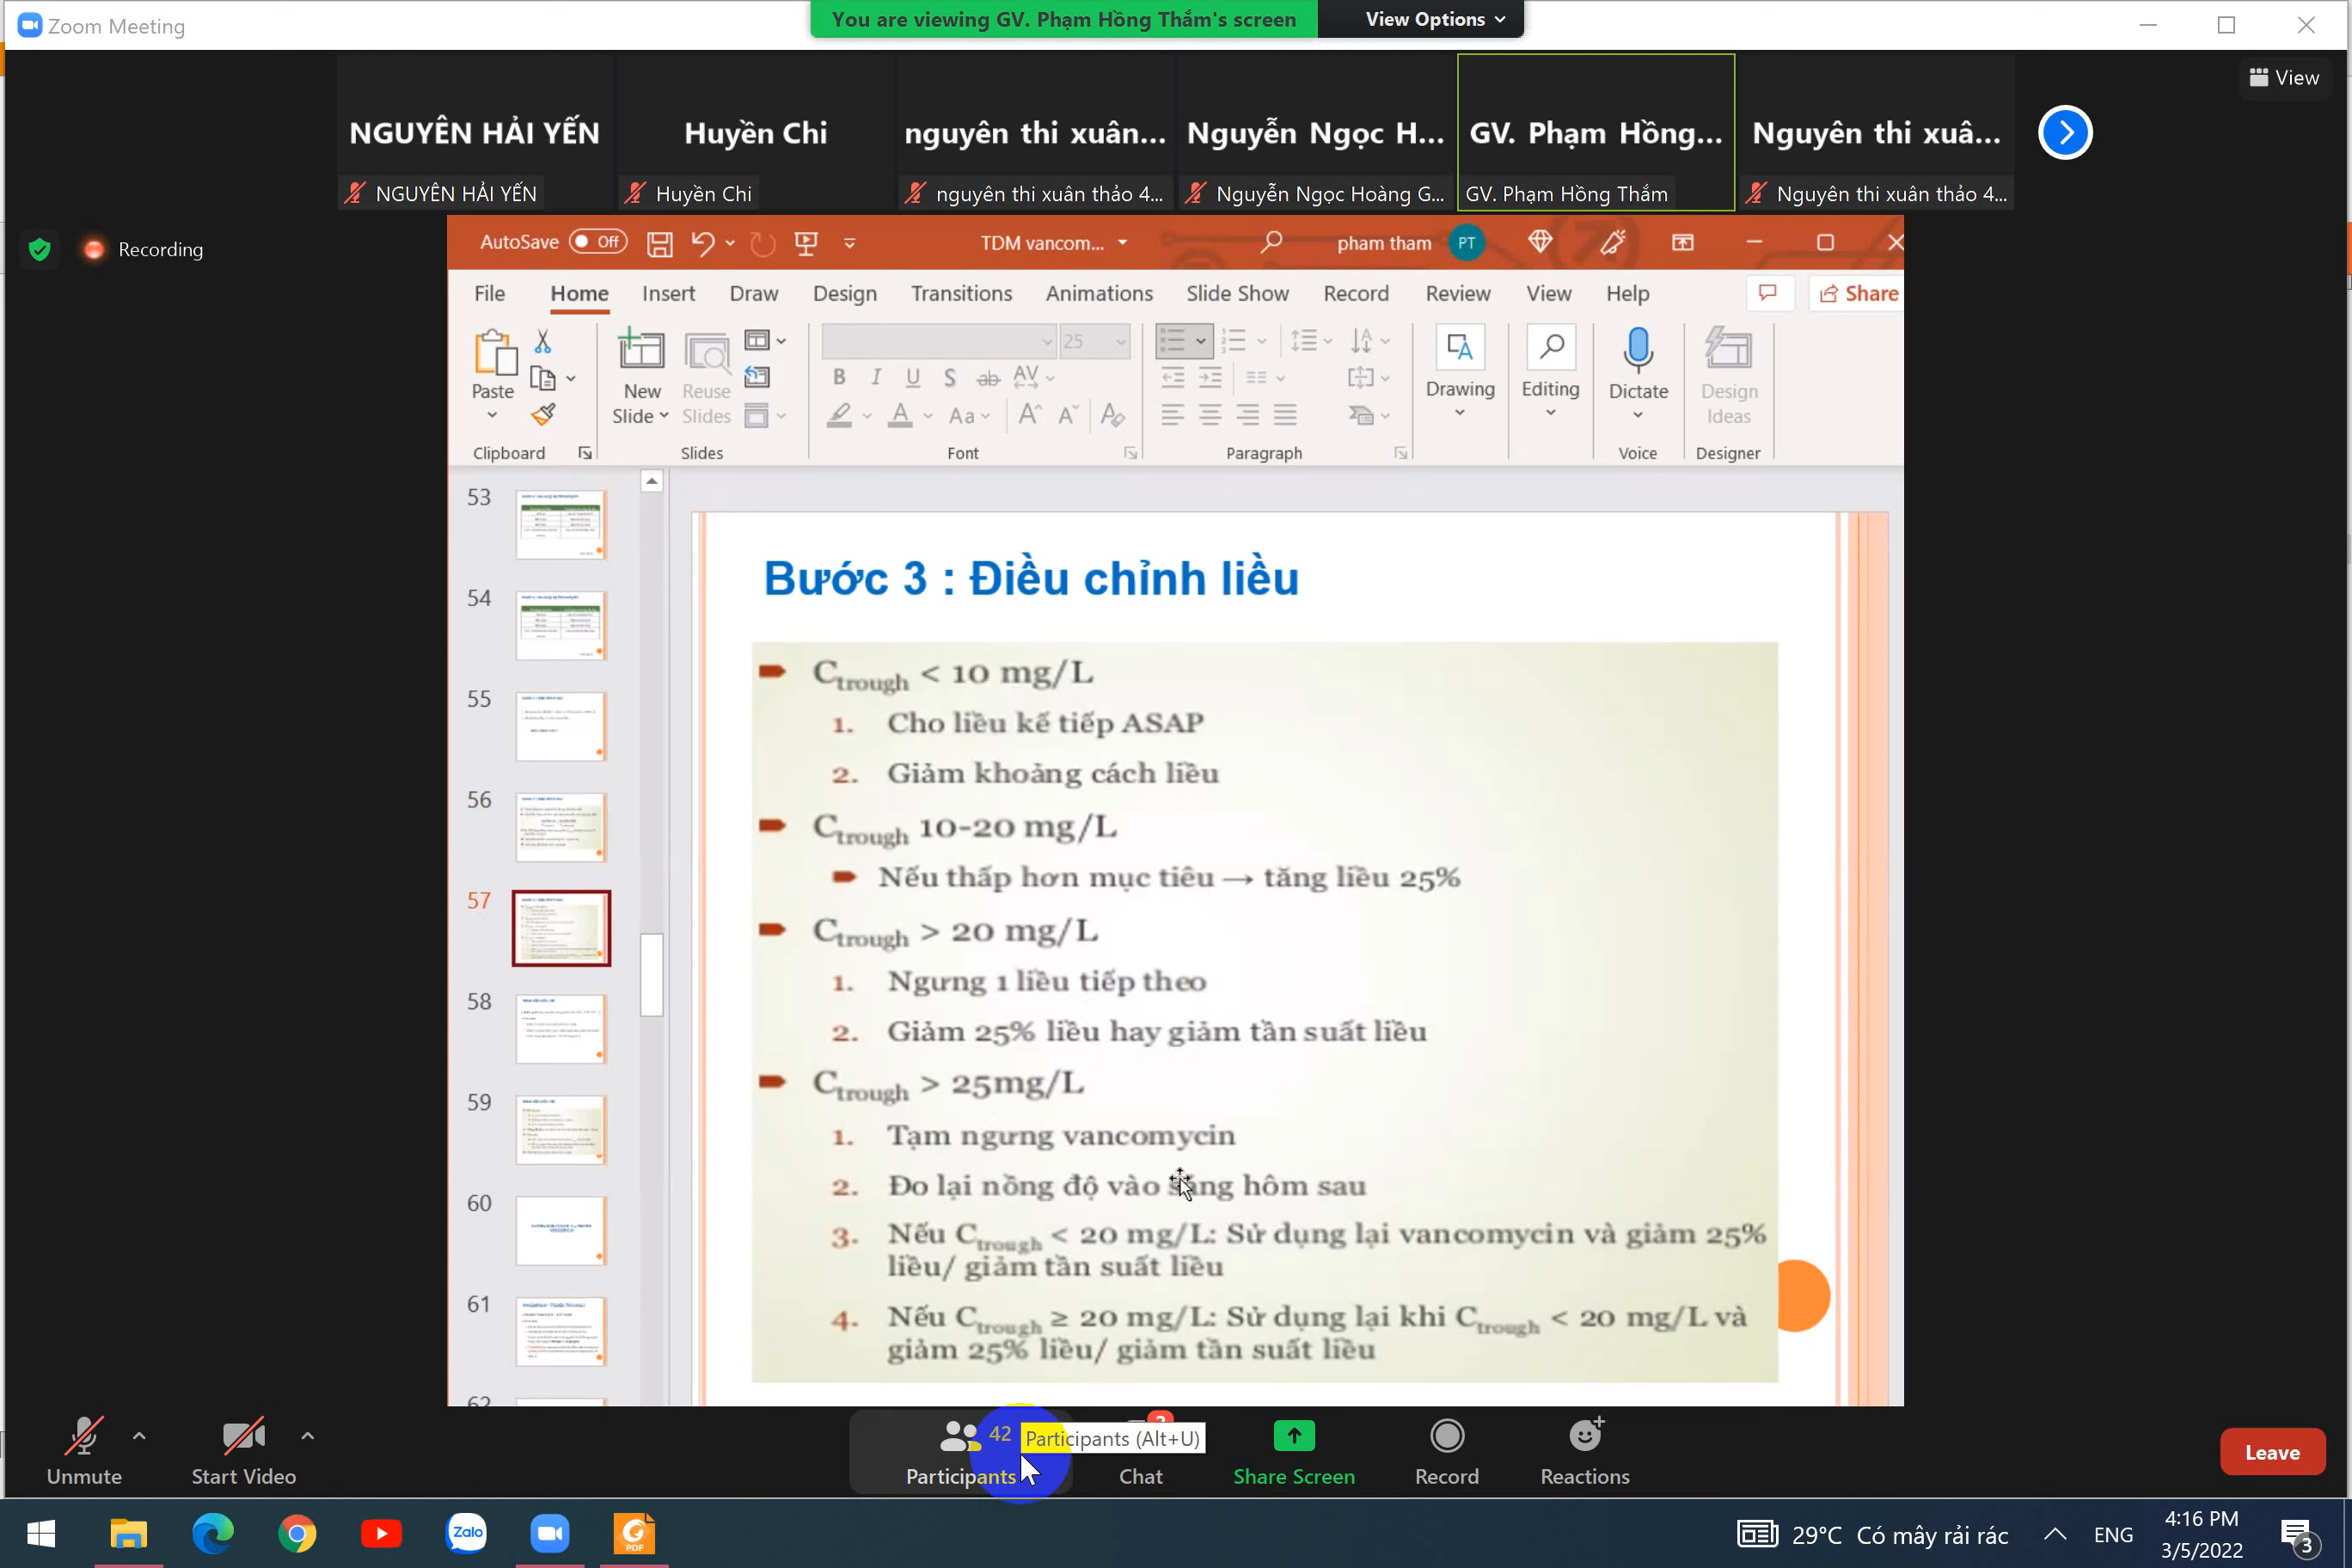 Zoom Meeting
You are viewing GV. Phạm Hồng Thắm's screen
View Options
View
NGUYÊN HẢI YẾN
Huyền Chi
nguyên thi xuân...
Nguyễn Ngọc H...
GV. Phạm Hồng...
Nguyên thi xuâ...
NGUYÊN HẢI YẾN
Huyền Chi
nguyên thi xuân thảo 4...
Nguyễn Ngọc Hoàng G...
GV. Phạm Hồng Thắm
Nguyên thi xuân thảo 4...
Recording
AutoSave Off
TDM vancom...
pham tham
PT
File Home Insert Draw Design Transitions Animations Slide Show Record Review View Help
Share
Paste
New Slide
Reuse Slides
25
Drawing
Editing
Dictate
Design Ideas
Clipboard
Slides
Font
Paragraph
Voice
Designer
53
54
55
56
57
58
59
60
61
62
Bước 3 : Điều chỉnh liều
Ctrough < 10 mg/L
1. Cho liều kế tiếp ASAP
2. Giảm khoảng cách liều
Ctrough 10-20 mg/L
Nếu thấp hơn mục tiêu → tăng liều 25%
Ctrough > 20 mg/L
1. Ngưng 1 liều tiếp theo
2. Giảm 25% liều hay giảm tần suất liều
Ctrough > 25mg/L
1. Tạm ngưng vancomycin
2. Đo lại nồng độ vào sáng hôm sau
3. Nếu Ctrough < 20 mg/L: Sử dụng lại vancomycin và giảm 25%
liều/ giảm tần suất liều
4. Nếu Ctrough ≥ 20 mg/L: Sử dụng lại khi Ctrough < 20 mg/L và
giảm 25% liều/ giảm tần suất liều
Unmute
Start Video
42
Participants (Alt+U)
Participants
Chat
Share Screen
Record
Reactions
Leave
Zalo
PDF
29°C Có mây rải rác
ENG
4:16 PM
3/5/2022
3